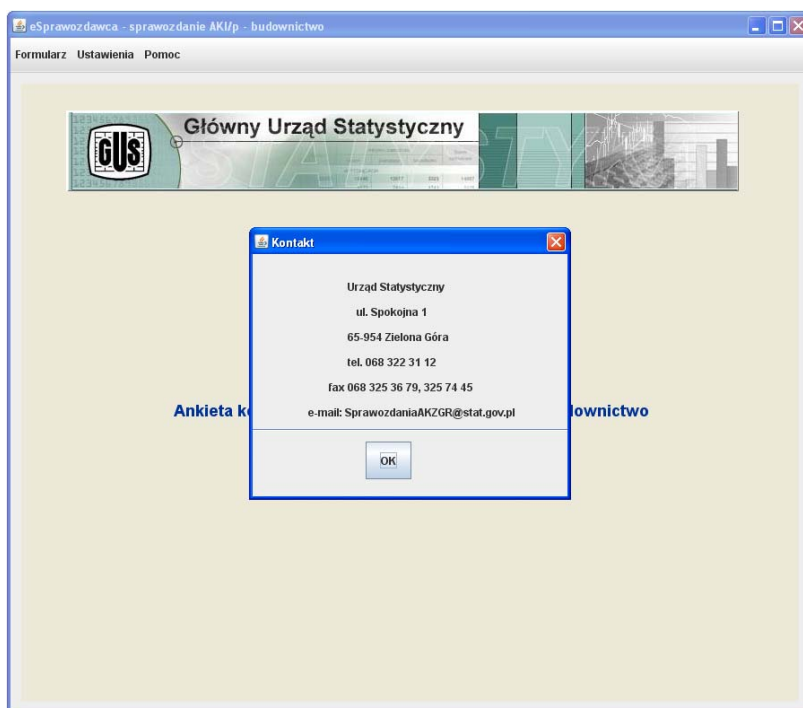 eSprawozdawca - sprawozdanie AKI/p - budownictwo
Formularz Ustawienia Pomoc
GUS
Główny Urząd Statystyczny
Kontakt
Urząd Statystyczny
ul. Spokojna 1
65-954 Zielona Góra
tel. 068 322 31 12
fax 068 325 36 79, 325 74 45
e-mail: SprawozdaniaAKZGR@stat.gov.pl
Ankieta
OK